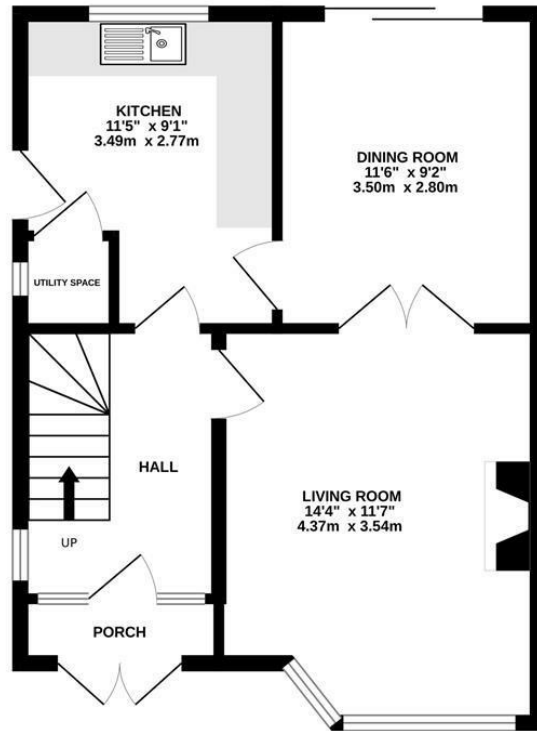 KITCHEN
11'5" x 9'1"
3.49m x 2.77m
DINING ROOM
11'6" x 9'2"
3.50m x 2.80m
UTILITY SPACE
HALL
LIVING ROOM
14'4" x 11'7"
4.37m x 3.54m
UP
PORCH